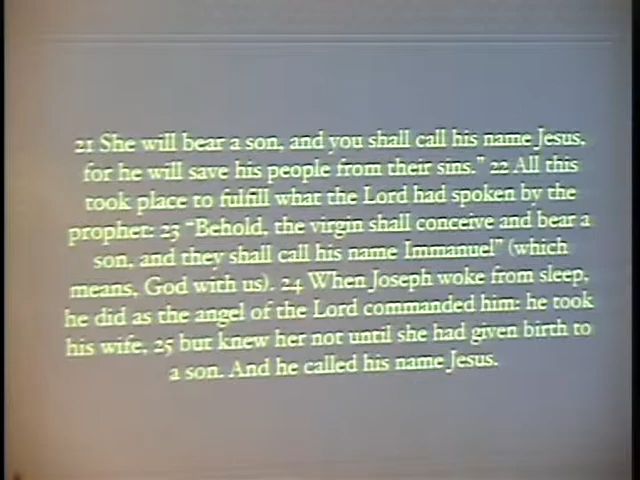 21 She will bear a son, and you shall call his name Jesus,
for he will save his people from their sins." 22 All this
took place to fulfill what the Lord had spoken by the
prophet: 23 "Behold, the virgin shall conceive and bear a
son, and they shall call his name Immanuel" (which
means, God with us). 24 When Joseph woke from sleep,
he did as the angel of the Lord commanded him: he took
his wife, 25 but knew her not until she had given birth to
a son. And he called his name Jesus.